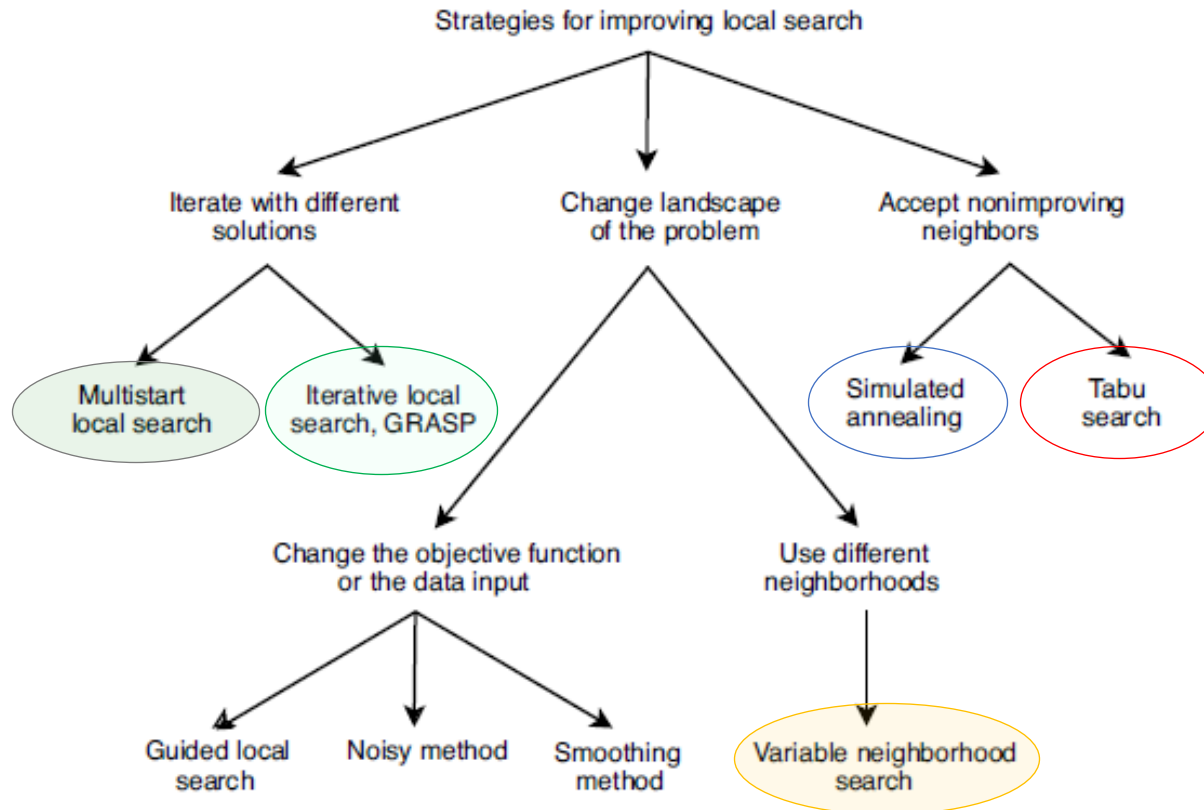 Strategies for improving local search
Iterate with different
solutions
Change landscape
of the problem
Accept nonimproving
neighbors
Multistart
local search
Iterative local
search, GRASP
Simulated
annealing
Tabu
search
Change the objective function
or the data input
Use different
neighborhoods
Guided local
search
Noisy method
Smoothing
method
Variable neighborhood
search